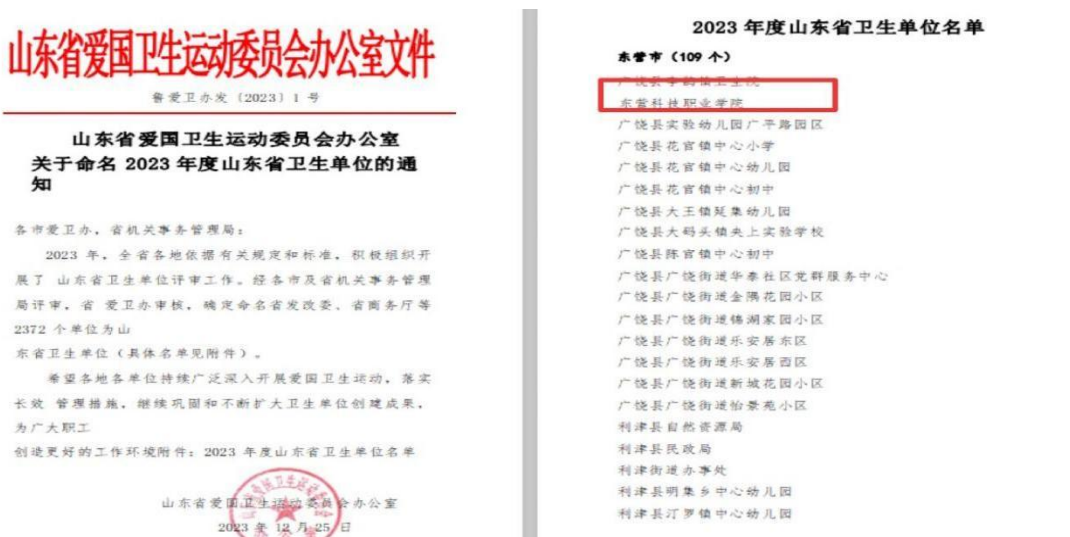 山东省爱国卫生运动委员会办公室文件
鲁爱卫办发〔2023〕1 号
山东省爱国卫生运动委员会办公室
关于命名 2023 年度山东省卫生单位的通
知
各市爱卫办，省机关事务管理局：
2023 年，全省各地依据有关规定和标准，积极组织开
展了 山东省卫生单位评审工作。经各市及省机关事务管理
局评审，省 爱卫办审核，确定命名省发改委、省商务厅等
2372 个单位为山
东省卫生单位（具体名单见附件）。
希望各地各单位持续广泛深入开展爱国卫生运动，落实
长效 管理措施，继续巩固和不断扩大卫生单位创建成果，
为广大职工
创造更好的工作环境附件：2023 年度山东省卫生单位名单
山东省爱国卫生运动委员会办公室
2023 年 12 月 25 日
2023 年度山东省卫生单位名单
东营市（109 个）
广饶县李鹊镇卫生院
东营科技职业学院
广饶县实验幼儿园广平路园区
广饶县花官镇中心小学
广饶县花官镇中心幼儿园
广饶县花官镇中心初中
广饶县大王镇延集幼儿园
广饶县大码头镇央上实验学校
广饶县陈官镇中心初中
广饶县广饶街道华泰社区党群服务中心
广饶县广饶街道金隅花园小区
广饶县广饶街道锦湖家园小区
广饶县广饶街道乐安居东区
广饶县广饶街道乐安居西区
广饶县广饶街道新城花园小区
广饶县广饶街道怡景苑小区
利津县自然资源局
利津县民政局
利津街道办事处
利津县明集乡中心幼儿园
利津县汀罗镇中心幼儿园